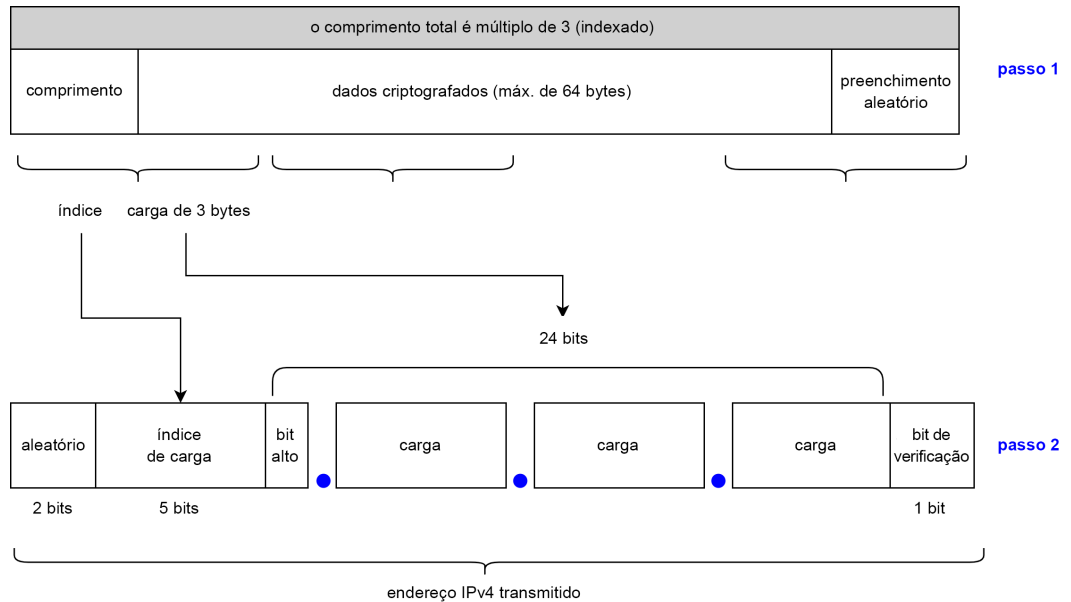 o comprimento total é múltiplo de 3 (indexado)
passo 1
comprimento
dados criptografados (máx. de 64 bytes)
preenchimento
aleatório
índice
carga de 3 bytes
24 bits
aleatório
índice
de carga
bit
alto
carga
carga
carga
bit de
verificação
passo 2
2 bits
5 bits
1 bit
endereço IPv4 transmitido